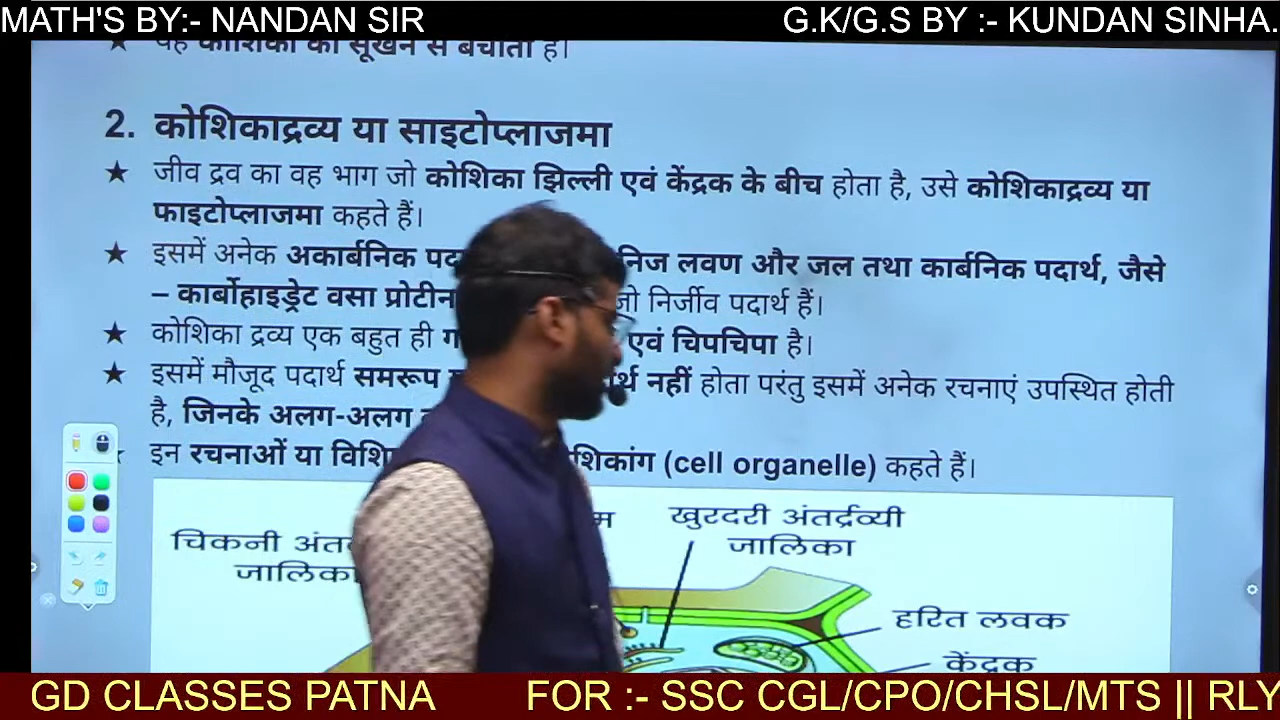 MATH'S BY:- NANDAN SIR G.K/G.S BY :- KUNDAN SINHA.
★ यह कोशिका को सूखने से बचाता है।
2. कोशिकाद्रव्य या साइटोप्लाजमा
★ जीव द्रव का वह भाग जो कोशिका झिल्ली एवं केंद्रक के बीच होता है, उसे कोशिकाद्रव्य या
फाइटोप्लाजमा कहते हैं।
★ इसमें अनेक अकार्बनिक निज लवण और जल तथा कार्बनिक पदार्थ, जैसे
– कार्बोहाइड्रेट वसा प्रोटीन जो निर्जीव पदार्थ हैं।
★ कोशिका द्रव्य एक बहुत ही एवं चिपचिपा है।
★ इसमें मौजूद पदार्थ समरूप नहीं होता परंतु इसमें अनेक रचनाएं उपस्थित होती
है, जिनके अलग-अलग
इन रचनाओं या शिकांग (cell organelle) कहते हैं।
खुरदरी अंतर्द्रव्यी
जालिका
चिकनी
जालिका
हरित लवक
केंद्रक
GD CLASSES PATNA FOR :- SSC CGL/CPO/CHSL/MTS || RLY